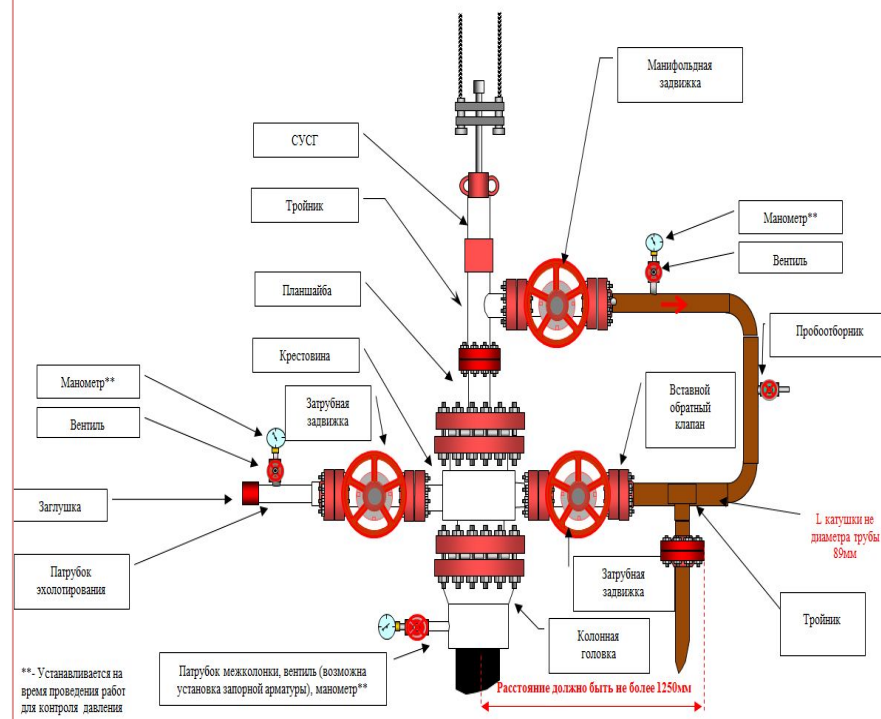 Манифольдная
задвижка
СУСГ
Тройник
Манометр**
Вентиль
Планшайба
Пробоотборник
Крестовина
Манометр**
Затрубная
задвижка
Вставной
обратный
клапан
Вентиль
Заглушка
L катушки не
диаметра трубы
89мм
Патрубок
эхолотирования
Затрубная
задвижка
Тройник
Колонная
головка
Патрубок межколонки, вентиль (возможна
установка запорной арматуры), манометр**
**- Устанавливается на
время проведения работ
для контроля давления
Расстояние должно быть не более 1250мм